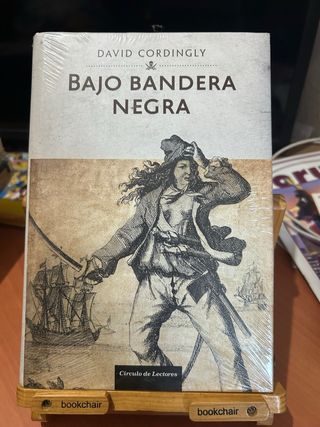 DAVID CORDINGLY
BAJO BANDERA
NEGRA
Círculo de Lectores
bookchair
bookchair